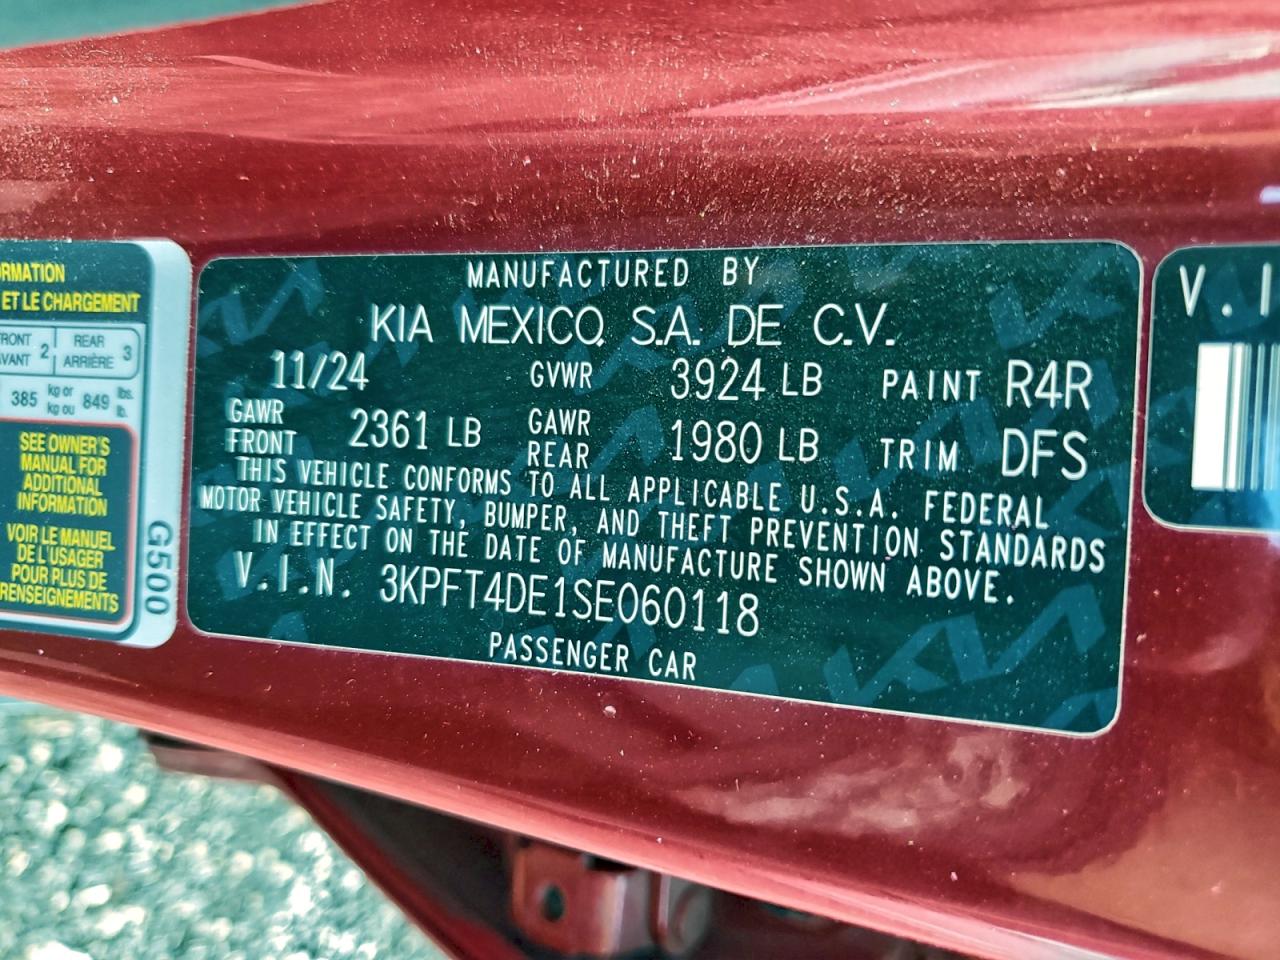 RMATION
ET LE CHARGEMENT
RONT
VANT 2
REAR
ARRIÈRE 3
385 kg or
kg ou 849 lbs.
lb.
SEE OWNER'S
MANUAL FOR
ADDITIONAL
INFORMATION
VOIR LE MANUEL
DE L'USAGER
POUR PLUS DE
RENSEIGNEMENTS
G500
MANUFACTURED BY
KIA MEXICO, S.A. DE C.V.
11/24 GVWR 3924 LB PAINT R4R
GAWR
FRONT 2361 LB GAWR
REAR 1980 LB TRIM DFS
THIS VEHICLE CONFORMS TO ALL APPLICABLE U.S.A. FEDERAL
MOTOR VEHICLE SAFETY, BUMPER, AND THEFT PREVENTION STANDARDS
IN EFFECT ON THE DATE OF MANUFACTURE SHOWN ABOVE.
V.I.N. 3KPFT4DE1SE060118
PASSENGER CAR
V.I